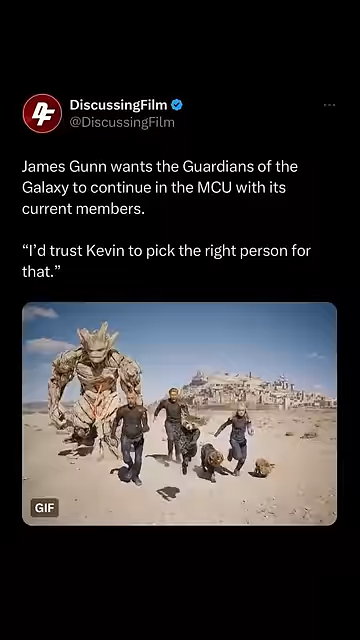 DF
DiscussingFilm
@DiscussingFilm
James Gunn wants the Guardians of the
Galaxy to continue in the MCU with its
current members.
“I’d trust Kevin to pick the right person for
that.”
GIF